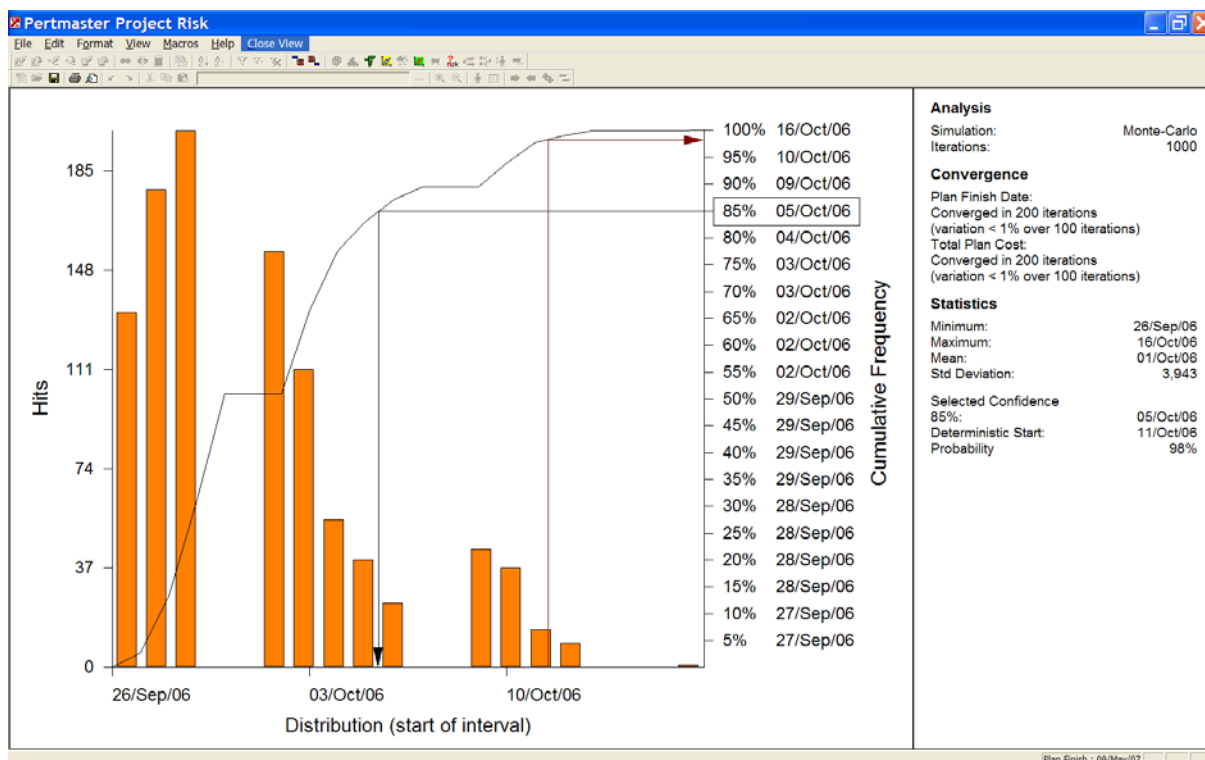 Pertmaster Project Risk
File Edit Format View Macros Help Close View
185
148
111
74
37
0
Hits
26/Sep/06 03/Oct/06 10/Oct/06
Distribution (start of interval)
100% 16/Oct/06
95% 10/Oct/06
90% 09/Oct/06
85% 05/Oct/06
80% 04/Oct/06
75% 03/Oct/06
70% 03/Oct/06
65% 02/Oct/06
60% 02/Oct/06
55% 02/Oct/06
50% 29/Sep/06
45% 29/Sep/06
40% 29/Sep/06
35% 29/Sep/06
30% 28/Sep/06
25% 28/Sep/06
20% 28/Sep/06
15% 28/Sep/06
10% 27/Sep/06
5% 27/Sep/06
Cumulative Frequency
Analysis
Simulation: Monte-Carlo
Iterations: 1000
Convergence
Plan Finish Date:
Converged in 200 iterations
(variation < 1% over 100 iterations)
Total Plan Cost:
Converged in 200 iterations
(variation < 1% over 100 iterations)
Statistics
Minimum: 26/Sep/06
Maximum: 16/Oct/06
Mean: 01/Oct/06
Std Deviation: 3,943
Selected Confidence
85%: 05/Oct/06
Deterministic Start: 11/Oct/06
Probability 98%
Plan Finish : 09/May/07